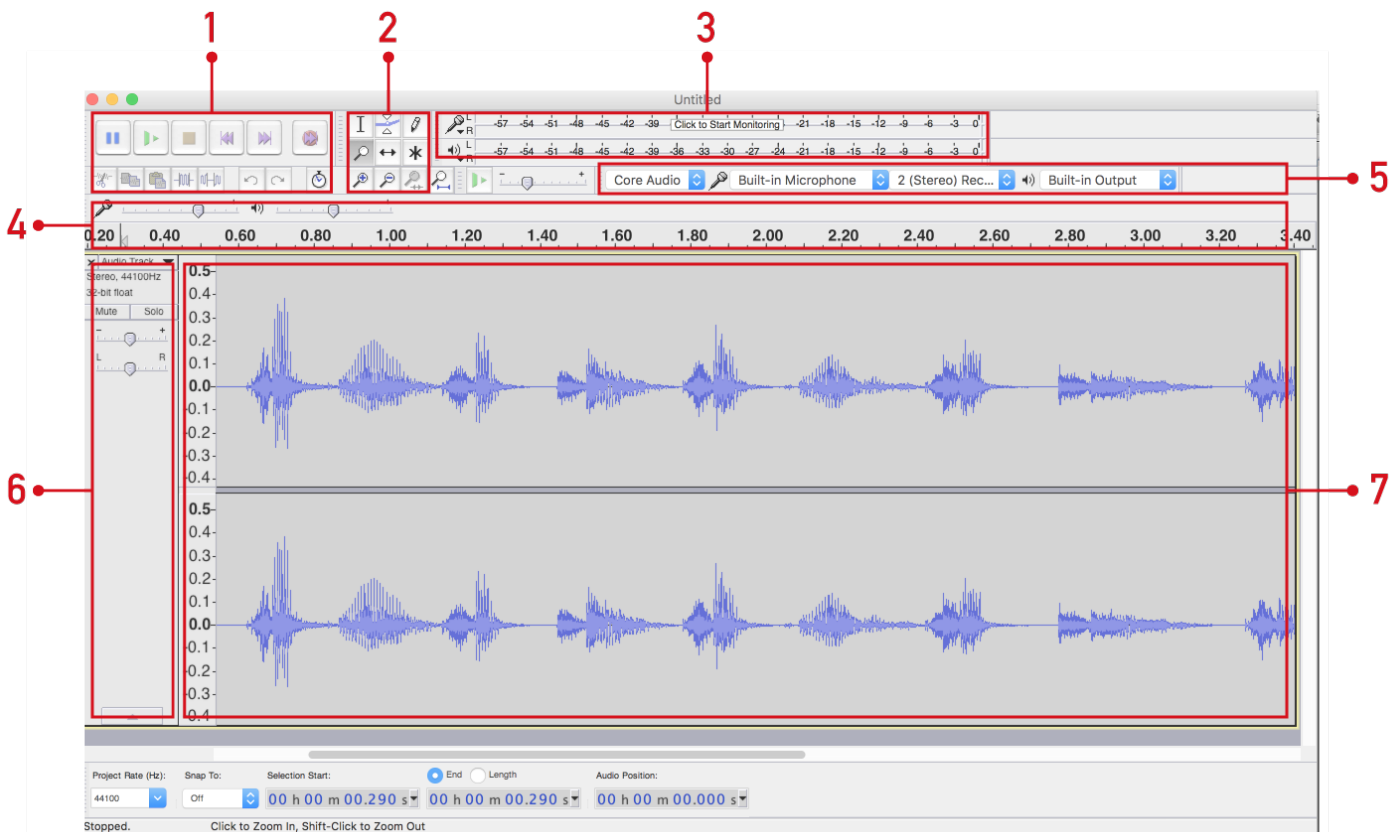 1
2
3
Untitled
L
R
-57 -54 -51 -48 -45 -42 -39 Click to Start Monitoring -21 -18 -15 -12 -9 -6 -3 0
L
R
-57 -54 -51 -48 -45 -42 -39 -36 -33 -30 -27 -24 -21 -18 -15 -12 -9 -6 -3 0
- +
Core Audio Built-in Microphone 2 (Stereo) Rec... Built-in Output
5
4
0.20 0.40 0.60 0.80 1.00 1.20 1.40 1.60 1.80 2.00 2.20 2.40 2.60 2.80 3.00 3.20 3.40
× Audio Track
Stereo, 44100Hz
32-bit float
Mute Solo
- +
L R
0.5
0.4
0.3
0.2
0.1
0.0
-0.1
-0.2
-0.3
-0.4
6
7
0.5
0.4
0.3
0.2
0.1
0.0
-0.1
-0.2
-0.3
-0.4
Project Rate (Hz): Snap To: Selection Start: End Length Audio Position:
44100 Off 00 h 00 m 00.290 s 00 h 00 m 00.290 s 00 h 00 m 00.000 s
Stopped. Click to Zoom In, Shift-Click to Zoom Out